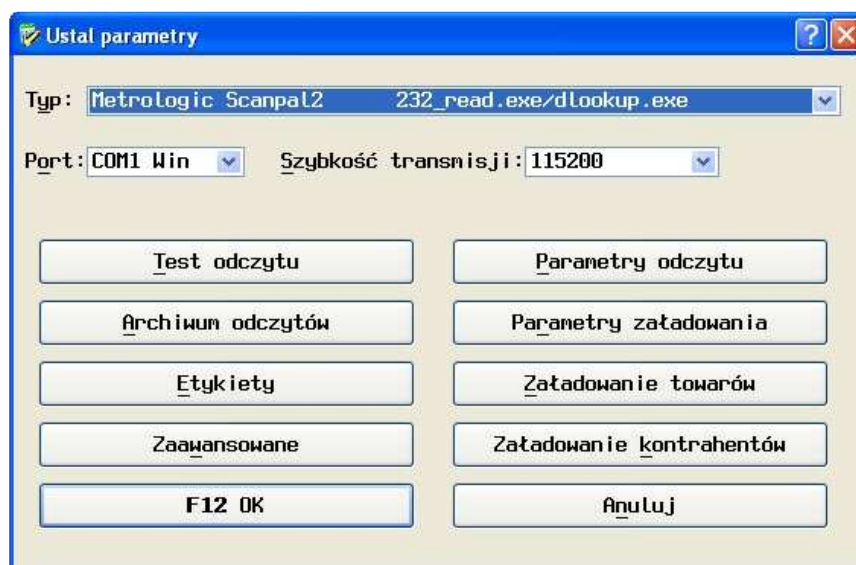 Ustal parametry
Typ: Metrologic Scanpal2 232_read.exe/dlookup.exe
Port: COM1 Win Szybkość transmisji: 115200
Test odczytu Parametry odczytu
Archiwum odczytów Parametry załadowania
Etykiety Załadowanie towarów
Zaawansowane Załadowanie kontrahentów
F12 OK Anuluj